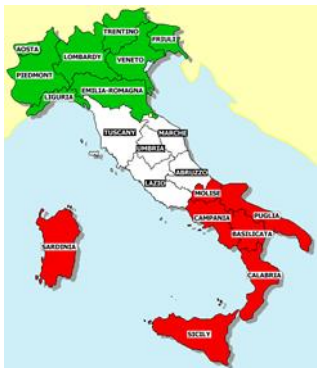 TRENTINO
FRIULI
AOSTA
LOMBARDY
VENETO
PIEDMONT
EMILIA-ROMAGNA
LIGURIA
TUSCANY
MARCHE
UMBRIA
ABRUZZO
LAZIO
MOLISE
CAMPANIA
PUGLIA
BASILICATA
SARDINIA
CALABRIA
SICILY